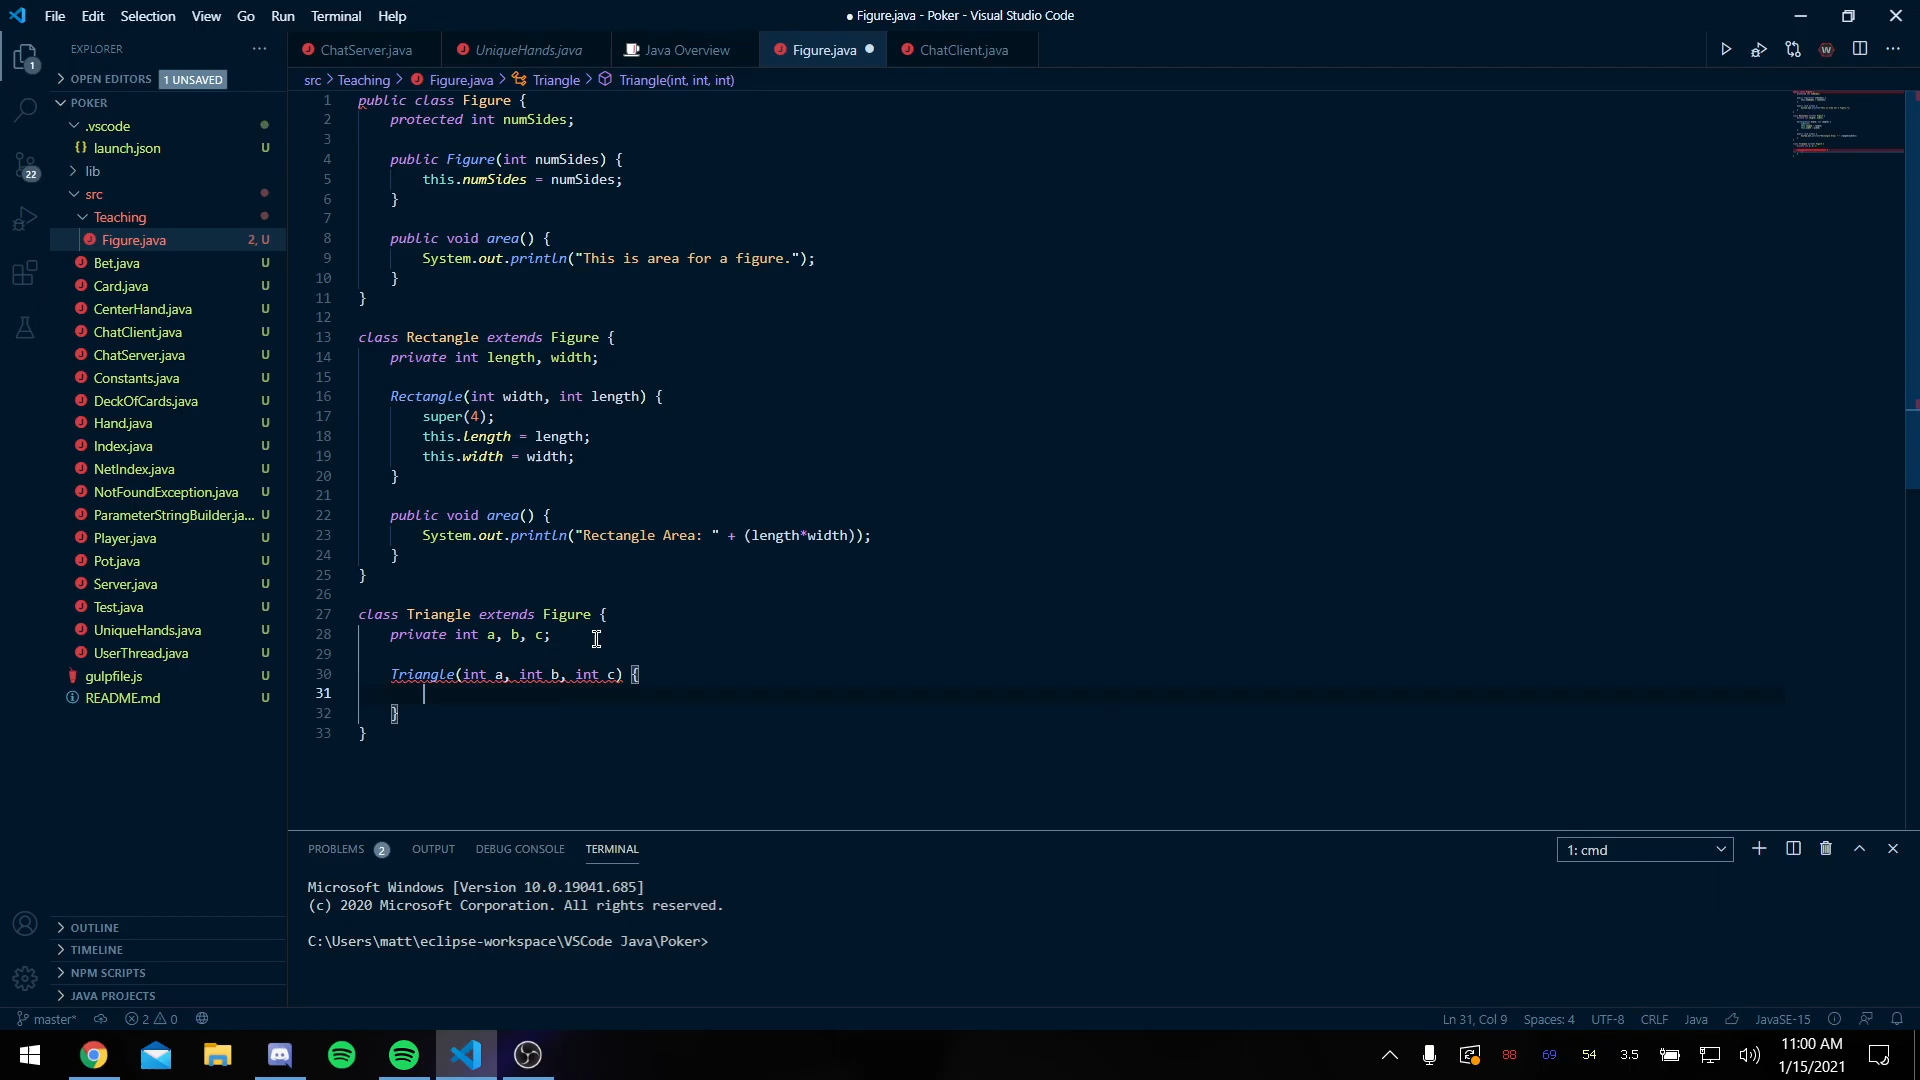 File Edit Selection View Go Run Terminal Help
● Figure.java - Poker - Visual Studio Code
EXPLORER
OPEN EDITORS 1 UNSAVED
POKER
.vscode
launch.json U
lib
src
Teaching
Figure.java 2, U
Bet.java U
Card.java U
CenterHand.java U
ChatClient.java U
ChatServer.java U
Constants.java U
DeckOfCards.java U
Hand.java U
Index.java U
NetIndex.java U
NotFoundException.java U
ParameterStringBuilder.ja... U
Player.java U
Pot.java U
Server.java U
Test.java U
UniqueHands.java U
UserThread.java U
gulpfile.js U
README.md U
OUTLINE
TIMELINE
NPM SCRIPTS
JAVA PROJECTS
1
22
ChatServer.java UniqueHands.java Java Overview Figure.java ● ChatClient.java
src > Teaching > Figure.java > Triangle > Triangle(int, int, int)
1 public class Figure {
2 protected int numSides;
3
4 public Figure(int numSides) {
5 this.numSides = numSides;
6 }
7
8 public void area() {
9 System.out.println("This is area for a figure.");
10 }
11 }
12
13 class Rectangle extends Figure {
14 private int length, width;
15
16 Rectangle(int width, int length) {
17 super(4);
18 this.length = length;
19 this.width = width;
20 }
21
22 public void area() {
23 System.out.println("Rectangle Area: " + (length*width));
24 }
25 }
26
27 class Triangle extends Figure {
28 private int a, b, c;
29
30 Triangle(int a, int b, int c) {
31
32 }
33 }
PROBLEMS 2 OUTPUT DEBUG CONSOLE TERMINAL
1: cmd
Microsoft Windows [Version 10.0.19041.685]
(c) 2020 Microsoft Corporation. All rights reserved.
C:\Users\matt\eclipse-workspace\VSCode Java\Poker>
master* 2 0
Ln 31, Col 9 Spaces: 4 UTF-8 CRLF Java JavaSE-15
88 69 54 3.5
11:00 AM
1/15/2021